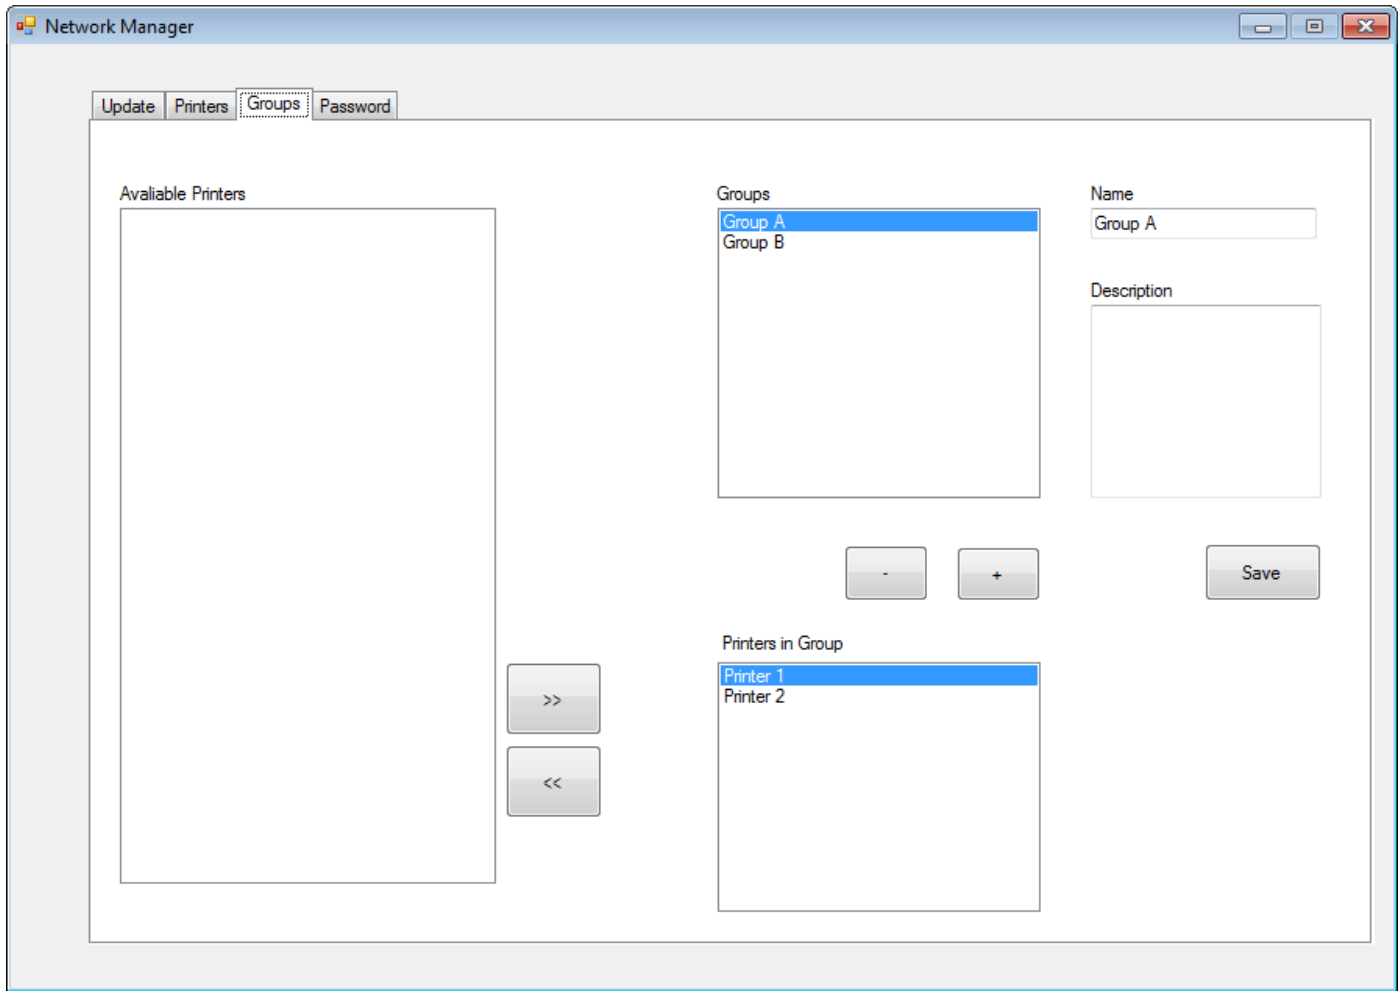 Network Manager
Update Printers Groups Password
Avaliable Printers
Groups
Name
Group A
Group A
Group B
Description
-
+
Save
Printers in Group
Printer 1
Printer 2
>>
<<